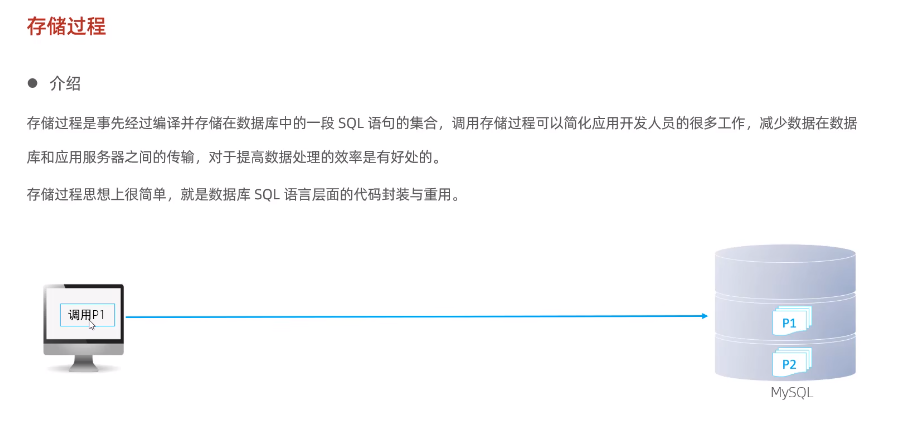 存储过程
介绍
存储过程是事先经过编译并存储在数据库中的一段 SQL 语句的集合，调用存储过程可以简化应用开发人员的很多工作，减少数据在数据
库和应用服务器之间的传输，对于提高数据处理的效率是有好处的。
存储过程思想上很简单，就是数据库 SQL 语言层面的代码封装与重用。
调用P1
P1
P2
MySQL